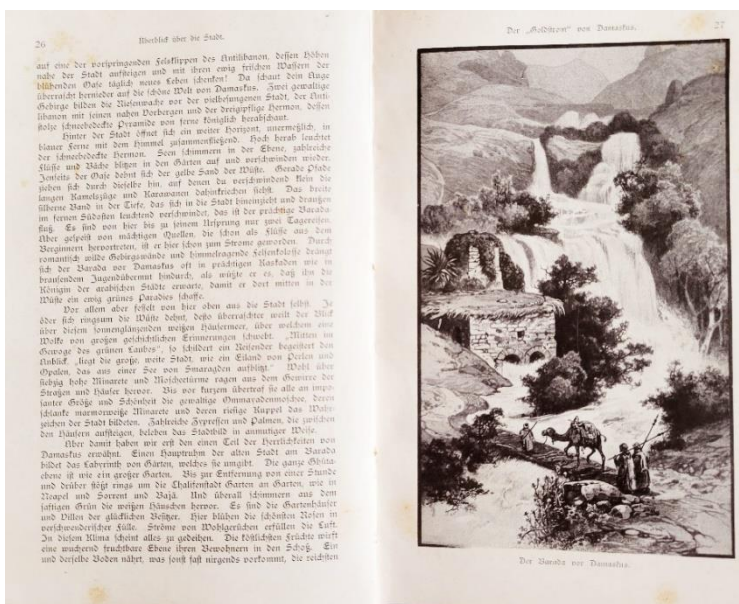 26
Überblick über die Stadt.
auf eine der vorspringenden Felsklippen des Antilibanon, dessen Höhen
nahe der Stadt aufsteigen und mit ihren ewig frischen Wassern der
blühenden Oase täglich neues Leben schenken! Da schaut dein Auge
überrascht hernieder auf die schöne Welt von Damaskus. Zwei gewaltige
Gebirge bilden die Riesenwache vor der vielbesungenen Stadt, der Anti-
libanon mit seinen nahen Vorbergen und der dreigipflige Hermon, dessen
stolze schneebedeckte Pyramide von ferne königlich herabschaut.
Hinter der Stadt öffnet sich ein weiter Horizont, unermeßlich, in
blauer Ferne mit dem Himmel zusammenfließend. Hoch herab leuchtet
der schneebedeckte Hermon. Seen schimmern in der Ebene, zahlreiche
Flüsse und Bäche blitzen in den Gärten auf und verschwinden wieder.
Jenseits der Oase dehnt sich der gelbe Sand der Wüste. Gerade Pfade
ziehen sich durch dieselbe hin, auf denen du verschwindend klein die
langen Kamelszüge und Karawanen dahinkriechen siehst. Das breite
silberne Band in der Tiefe, das sich in die Stadt hineinzieht und draußen
im fernen Südosten leuchtend verschwindet, das ist der prächtige Barada-
fluß. Es sind von hier bis zu seinem Ursprung nur zwei Tagereisen.
Aber gespeist von mächtigen Quellen, die schon als Flüsse aus dem
Berginnern hervortreten, ist er hier schon zum Strome geworden. Durch
romantisch wilde Gebirgswände und himmelragende Felsenkolosse drängt
sich der Barada vor Damaskus oft in prächtigen Kaskaden wie in
brausendem Jugendübermut hindurch, als wüßte er es, daß ihn die
Königin der arabischen Städte erwarte, damit er dort mitten in der
Wüste ein ewig grünes Paradies schaffe.
Vor allem aber fesselt von hier oben aus die Stadt selbst. Je
öder sich ringsum die Wüste dehnt, desto überraschter weilt der Blick
über diesem sonnenglänzenden weißen Häusermeer, über welchem eine
Wolke von großen geschichtlichen Erinnerungen schwebt. „Mitten im
Gewoge des grünen Laubes", so schildert ein Reisender begeistert den
Anblick, „liegt die große, weite Stadt, wie ein Eiland von Perlen und
Opalen, das aus einer See von Smaragden aufblitzt." Wohl über
siebzig hohe Minarete und Moscheetürme ragen aus dem Gewirre der
Straßen und Häuser hervor. Bis vor kurzem übertraf sie alle an impo-
santer Größe und Schönheit die gewaltige Ommayadenmoschee, deren
schlanke marmorweiße Minarete und deren riesige Kuppel das Wahr-
zeichen der Stadt bildeten. Zahlreiche Zypressen und Palmen, die zwischen
den Häusern aufsteigen, beleben das Stadtbild in anmutiger Weise.
Aber damit haben wir erst den einen Teil der Herrlichkeiten von
Damaskus erwähnt. Einen Hauptruhm der alten Stadt am Barada
bildet das Labyrinth von Gärten, welches sie umgibt. Die ganze Ghûta-
ebene ist wie ein großer Garten. Bis zur Entfernung von einer Stunde
und drüber stößt rings um die Chalifenstadt Garten an Garten, wie in
Neapel und Sorrent und Bajä. Und überall schimmern aus dem
saftigen Grün die weißen Häuschen hervor. Es sind die Gartenhäuser
und Villen der glücklichen Besitzer. Hier blühen die schönsten Rosen in
verschwenderischer Fülle. Ströme von Wohlgerüchen erfüllen die Luft.
In diesem Klima scheint alles zu gedeihen. Die köstlichsten Früchte wirft
eine wuchernd fruchtbare Ebene ihren Bewohnern in den Schoß. Ein
und derselbe Boden nährt, was sonst fast nirgends vorkommt, die reichsten
Der „Goldstrom" von Damaskus.
27
Der Barada vor Damaskus.